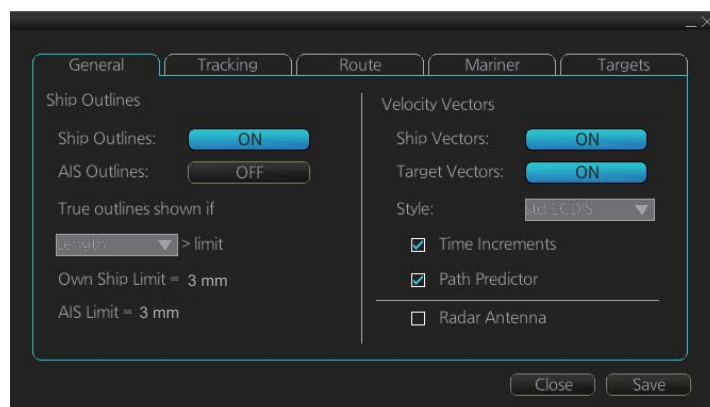 General
Tracking
Route
Mariner
Targets
Ship Outlines
Ship Outlines: ON
AIS Outlines: OFF
True outlines shown if
Length > limit
Own Ship Limit = 3 mm
AIS Limit = 3 mm
Velocity Vectors
Ship Vectors: ON
Target Vectors: ON
Style: Std ECDIS
Time Increments
Path Predictor
Radar Antenna
Close
Save